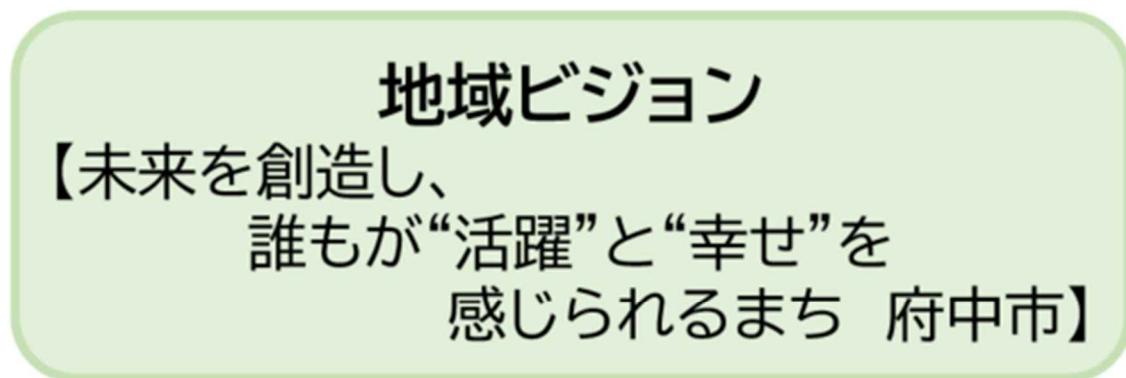 地域ビジョン
【未来を創造し、
誰もが“活躍”と“幸せ”を
感じられるまち　府中市】